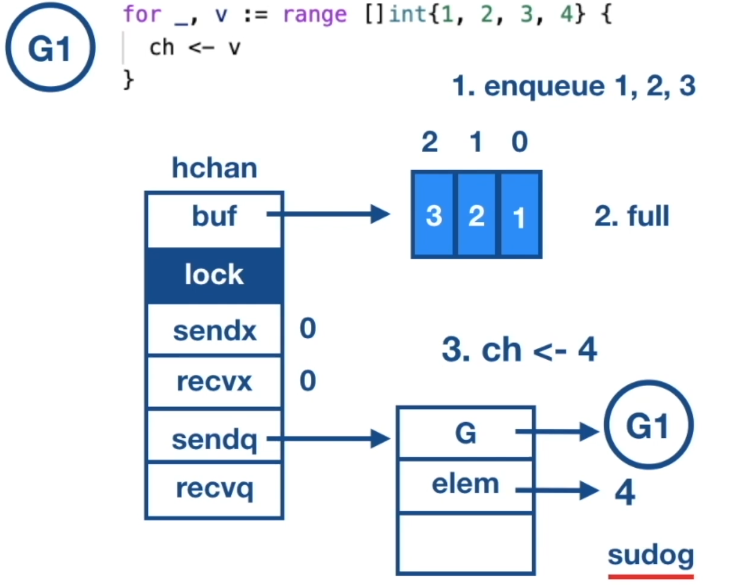 for _, v := range []int{1, 2, 3, 4} {
G1
ch <- v
}
1. enqueue 1, 2, 3
2 1 0
hchan
buf
3 2 1
2. full
lock
sendx 0
3. ch <- 4
recvx 0
G
G1
sendq
elem
4
recvq
sudog